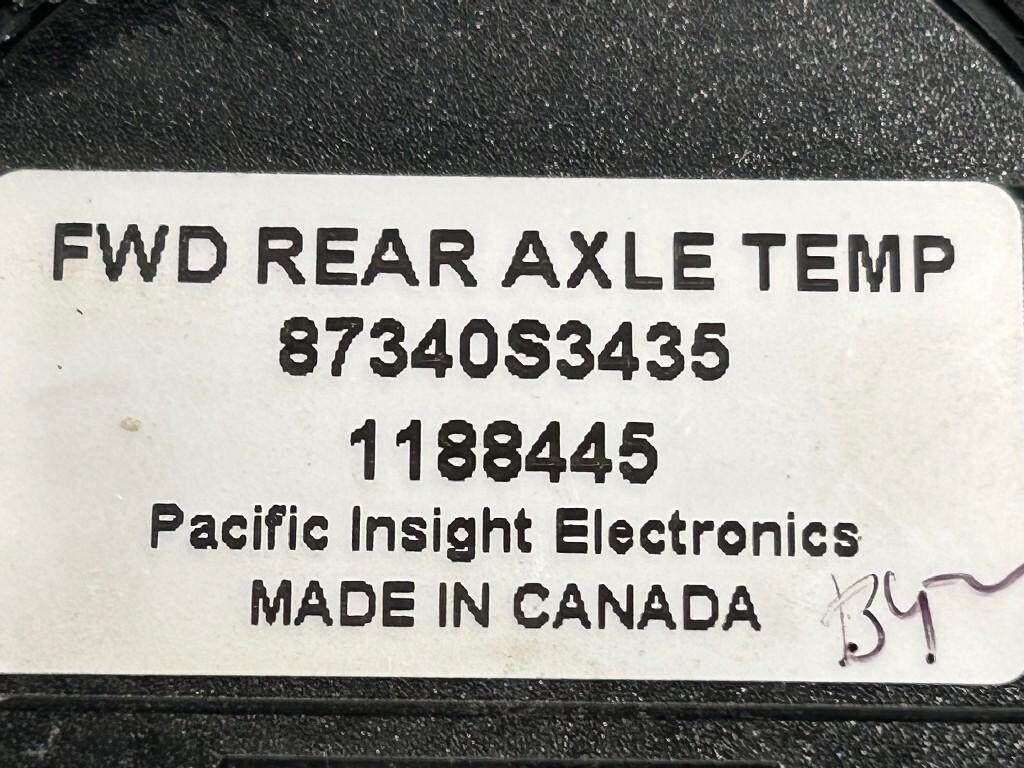 FWD REAR AXLE TEMP
87340S3435
1188445
Pacific Insight Electronics
MADE IN CANADA